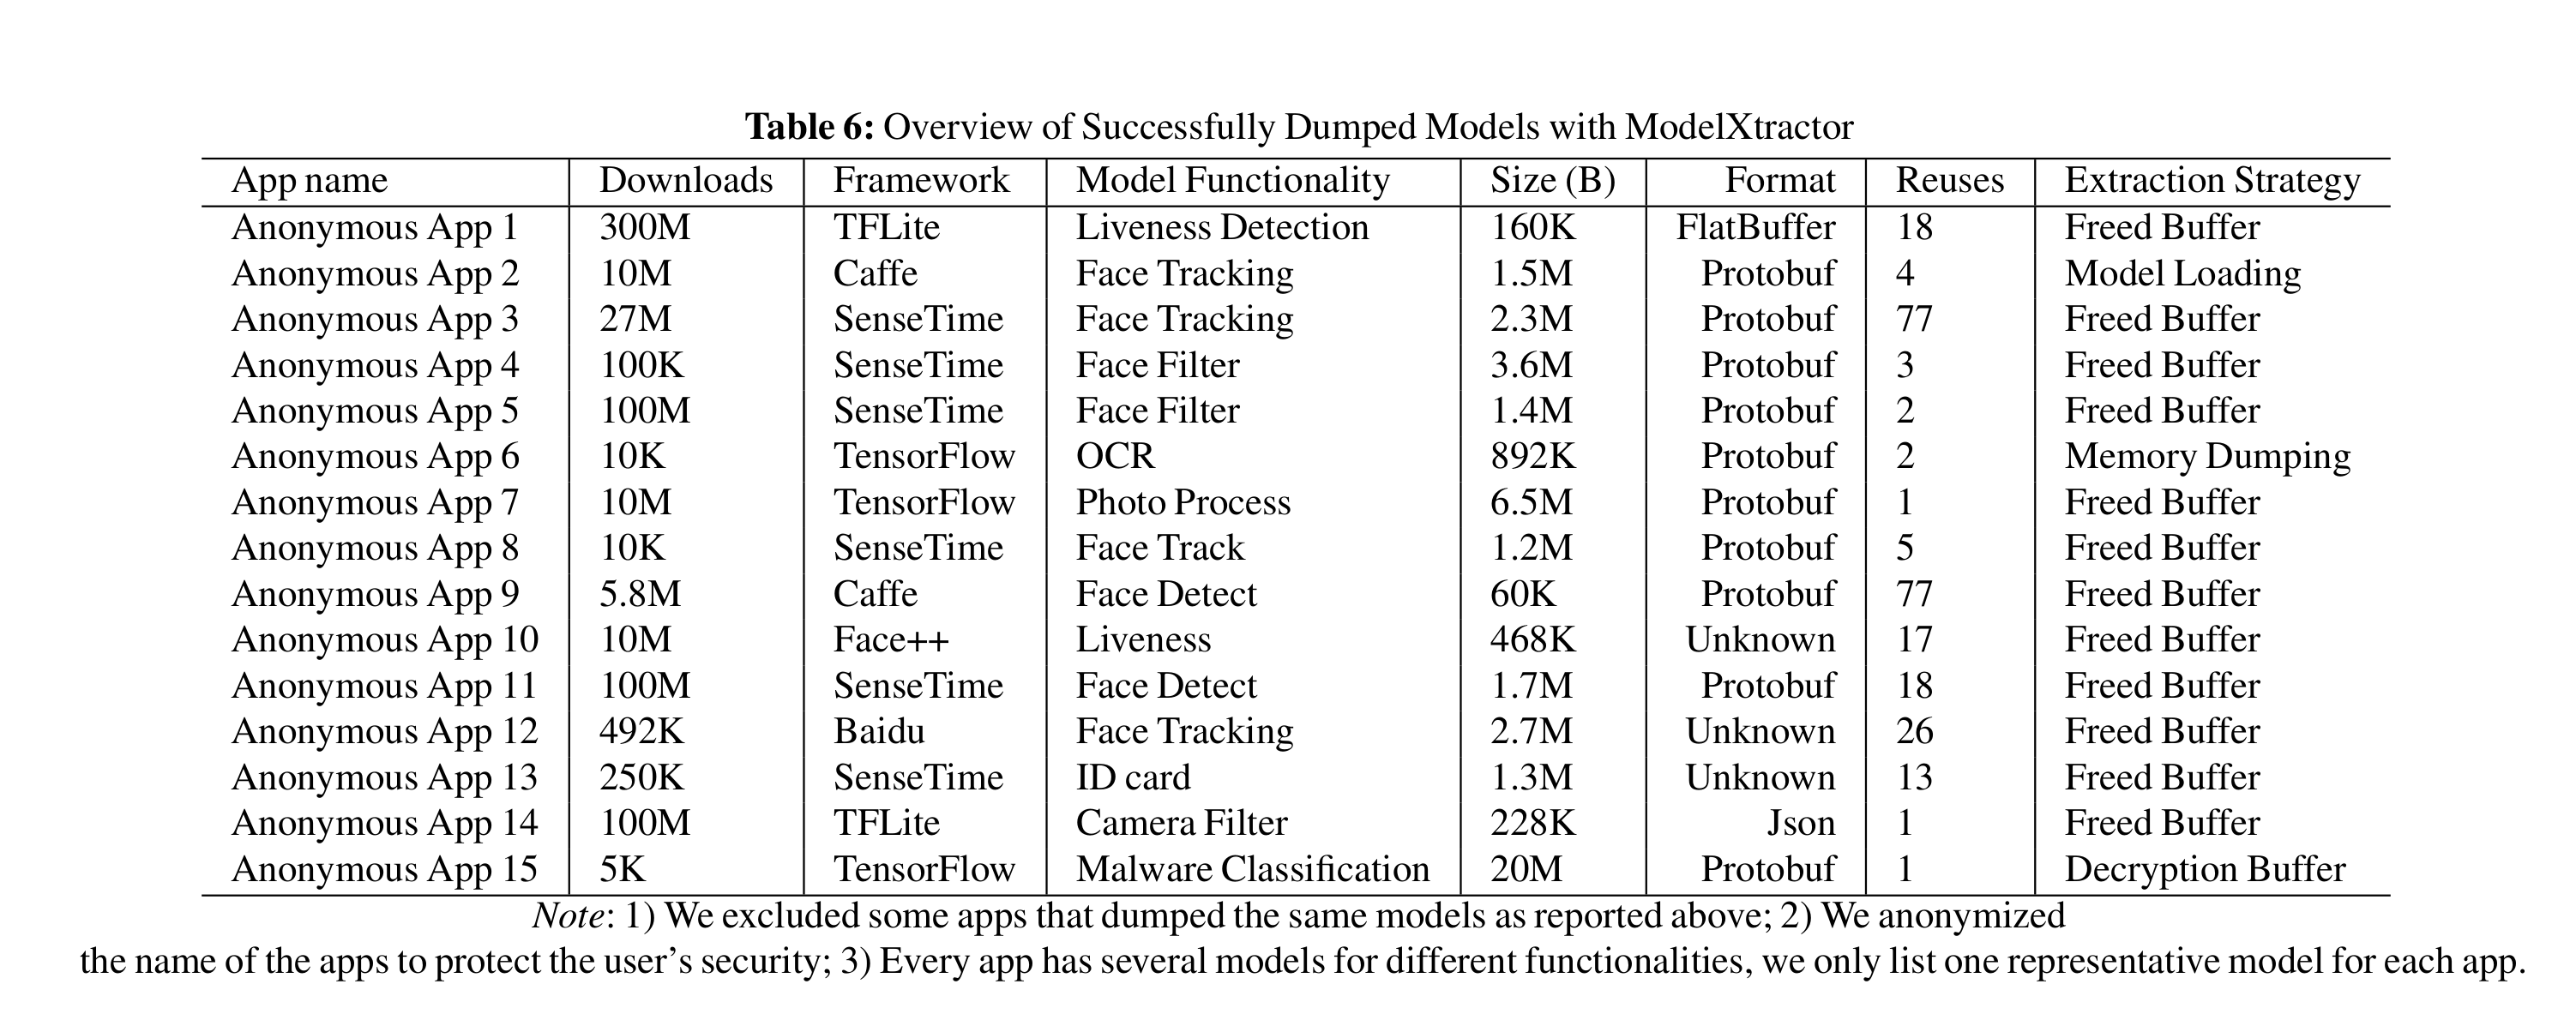 Table 6: Overview of Successfully Dumped Models with ModelXtractor
App name Downloads Framework Model Functionality Size (B) Format Reuses Extraction Strategy
Anonymous App 1 300M TFLite Liveness Detection 160K FlatBuffer 18 Freed Buffer
Anonymous App 2 10M Caffe Face Tracking 1.5M Protobuf 4 Model Loading
Anonymous App 3 27M SenseTime Face Tracking 2.3M Protobuf 77 Freed Buffer
Anonymous App 4 100K SenseTime Face Filter 3.6M Protobuf 3 Freed Buffer
Anonymous App 5 100M SenseTime Face Filter 1.4M Protobuf 2 Freed Buffer
Anonymous App 6 10K TensorFlow OCR 892K Protobuf 2 Memory Dumping
Anonymous App 7 10M TensorFlow Photo Process 6.5M Protobuf 1 Freed Buffer
Anonymous App 8 10K SenseTime Face Track 1.2M Protobuf 5 Freed Buffer
Anonymous App 9 5.8M Caffe Face Detect 60K Protobuf 77 Freed Buffer
Anonymous App 10 10M Face++ Liveness 468K Unknown 17 Freed Buffer
Anonymous App 11 100M SenseTime Face Detect 1.7M Protobuf 18 Freed Buffer
Anonymous App 12 492K Baidu Face Tracking 2.7M Unknown 26 Freed Buffer
Anonymous App 13 250K SenseTime ID card 1.3M Unknown 13 Freed Buffer
Anonymous App 14 100M TFLite Camera Filter 228K Json 1 Freed Buffer
Anonymous App 15 5K TensorFlow Malware Classification 20M Protobuf 1 Decryption Buffer
Note: 1) We excluded some apps that dumped the same models as reported above; 2) We anonymized
the name of the apps to protect the user's security; 3) Every app has several models for different functionalities, we only list one representative model for each app.